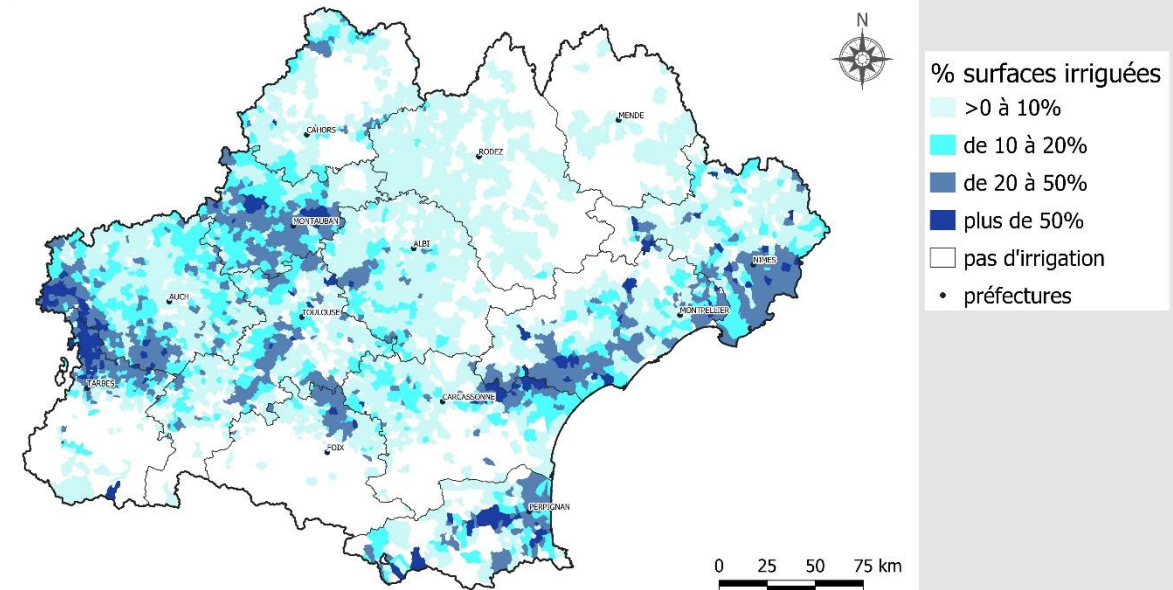 N
% surfaces irriguées
>0 à 10%
de 10 à 20%
de 20 à 50%
plus de 50%
pas d'irrigation
préfectures
CAHORS
MENDE
RODEZ
MONTAUBAN
ALBI
NIMES
AUCH
TOULOUSE
MONTPELLIER
TARBES
CARCASSONNE
FOIX
PERPIGNAN
0 25 50 75 km